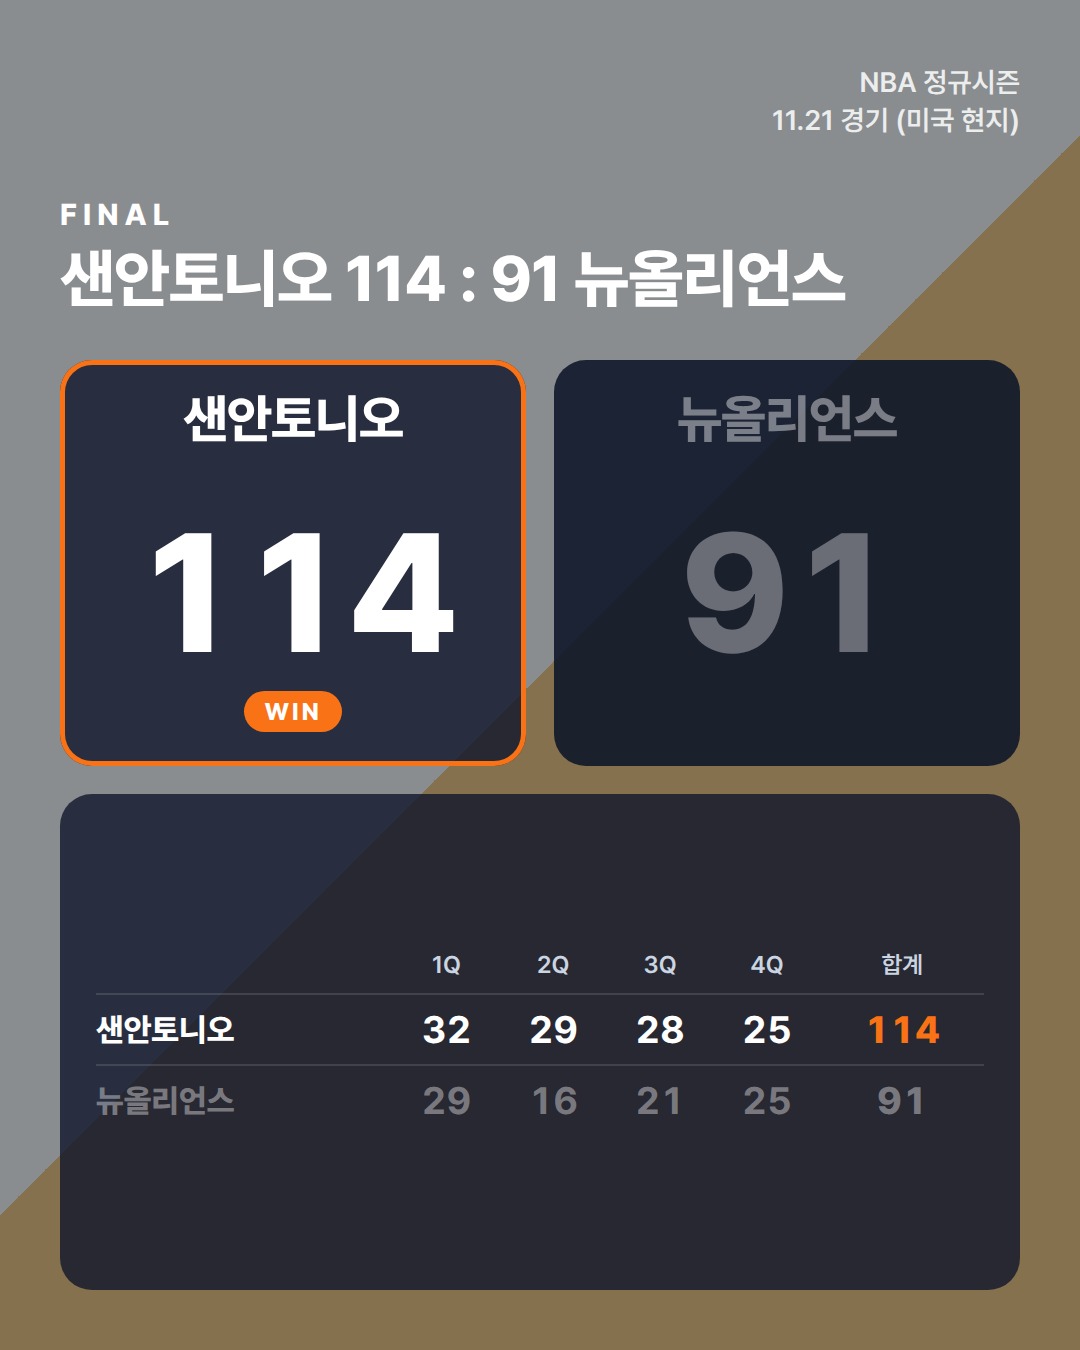 NBA 정규시즌
11.21 경기 (미국 현지)
FINAL
샌안토니오 114 : 91 뉴올리언스
샌안토니오
114
WIN
뉴올리언스
91
1Q 2Q 3Q 4Q 합계
샌안토니오 32 29 28 25 114
뉴올리언스 29 16 21 25 91